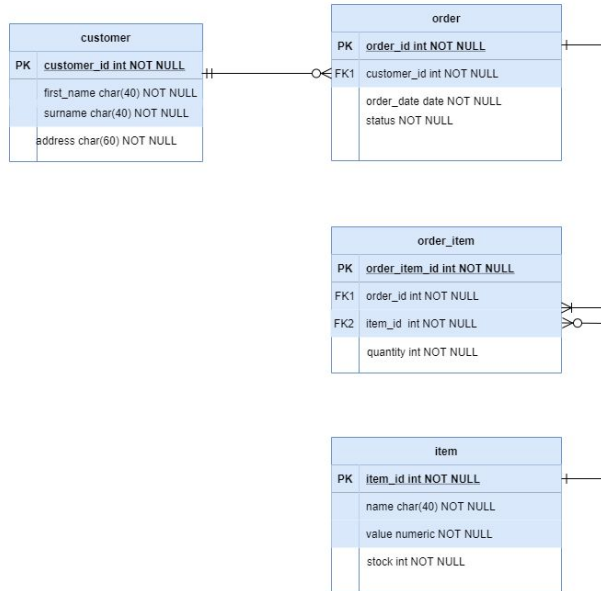 customer
PK customer_id int NOT NULL
first_name char(40) NOT NULL
surname char(40) NOT NULL
address char(60) NOT NULL
order
PK order_id int NOT NULL
FK1 customer_id int NOT NULL
order_date date NOT NULL
status NOT NULL
order_item
PK order_item_id int NOT NULL
FK1 order_id int NOT NULL
FK2 item_id int NOT NULL
quantity int NOT NULL
item
PK item_id int NOT NULL
name char(40) NOT NULL
value numeric NOT NULL
stock int NOT NULL